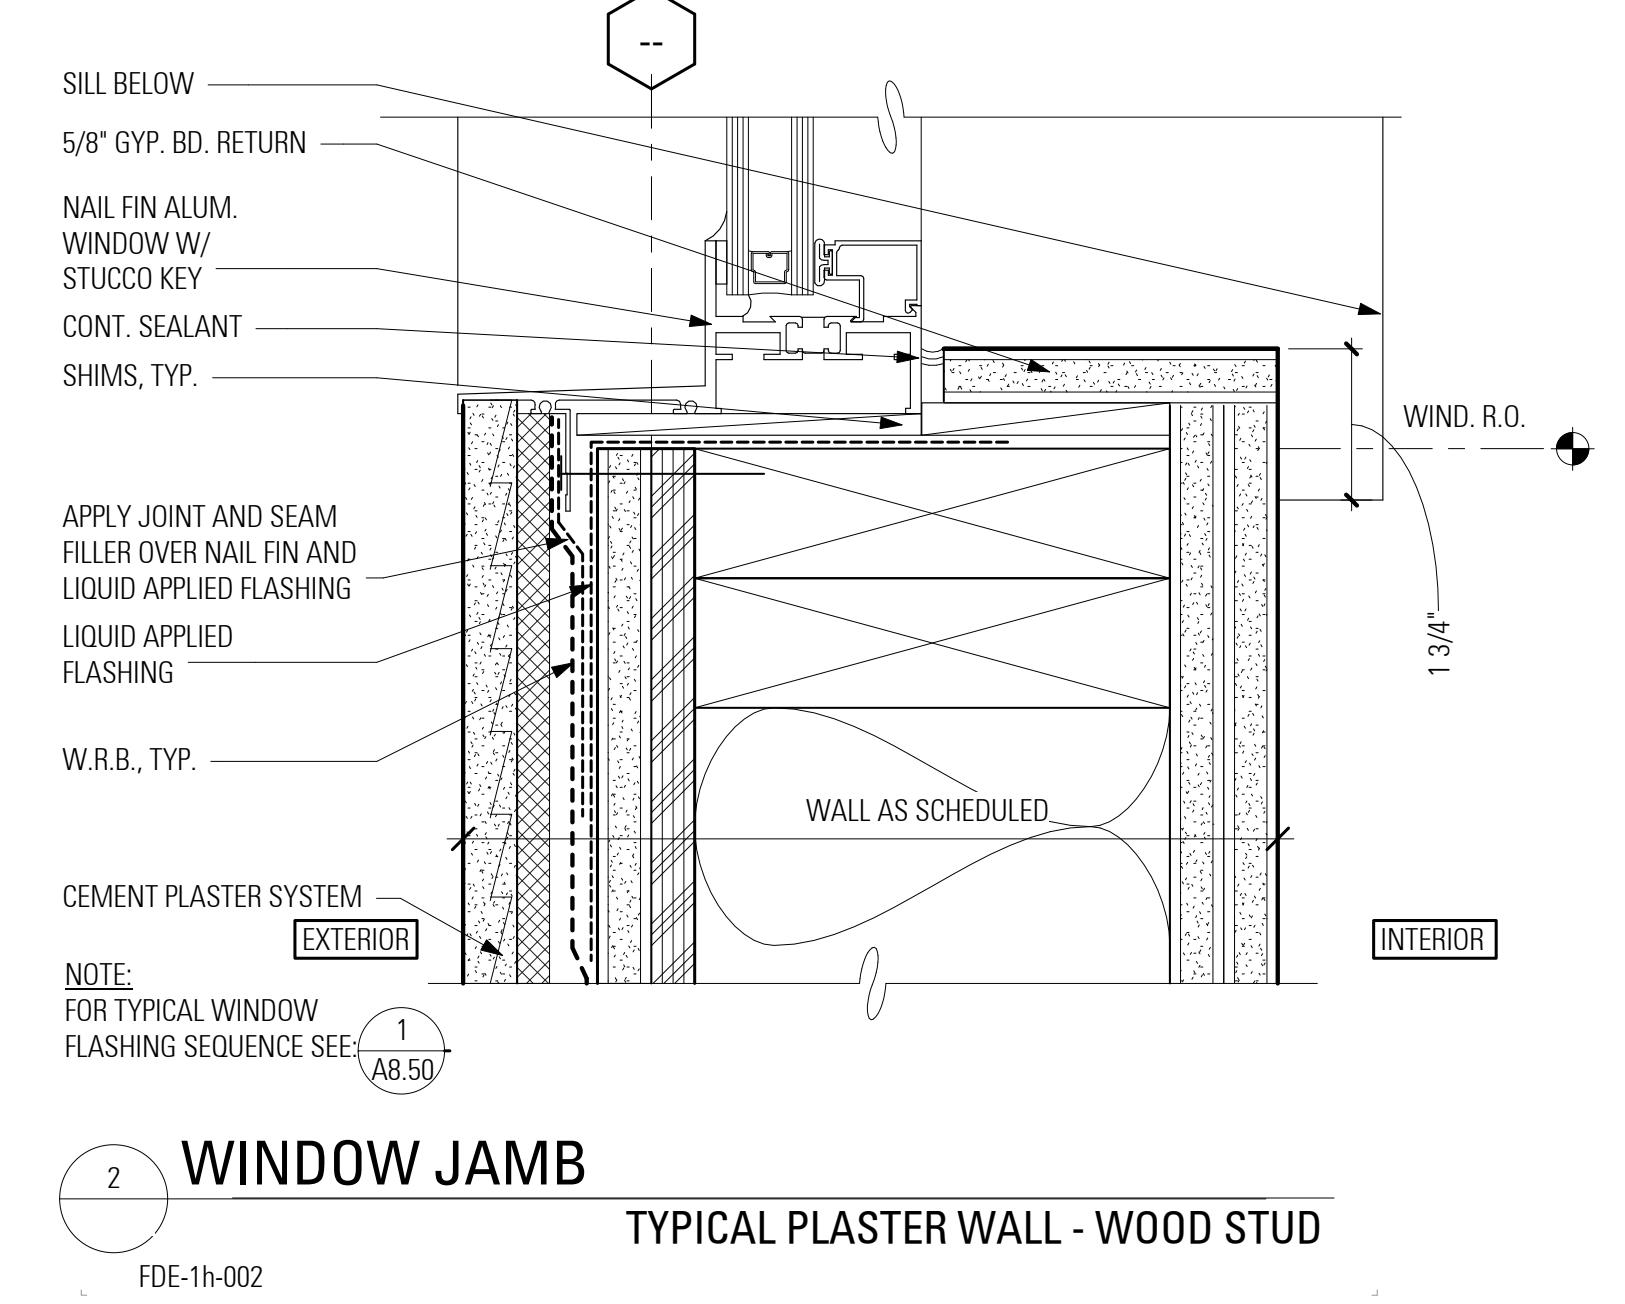 --
SILL BELOW
5/8" GYP. BD. RETURN
NAIL FIN ALUM.
WINDOW W/
STUCCO KEY
CONT. SEALANT
SHIMS, TYP.
WIND. R.O.
APPLY JOINT AND SEAM
FILLER OVER NAIL FIN AND
LIQUID APPLIED FLASHING
1 3/4"
LIQUID APPLIED
FLASHING
W.R.B., TYP.
WALL AS SCHEDULED
CEMENT PLASTER SYSTEM
EXTERIOR
INTERIOR
NOTE:
FOR TYPICAL WINDOW
FLASHING SEQUENCE SEE:
1
A8.50
2
WINDOW JAMB
TYPICAL PLASTER WALL - WOOD STUD
FDE-1h-002